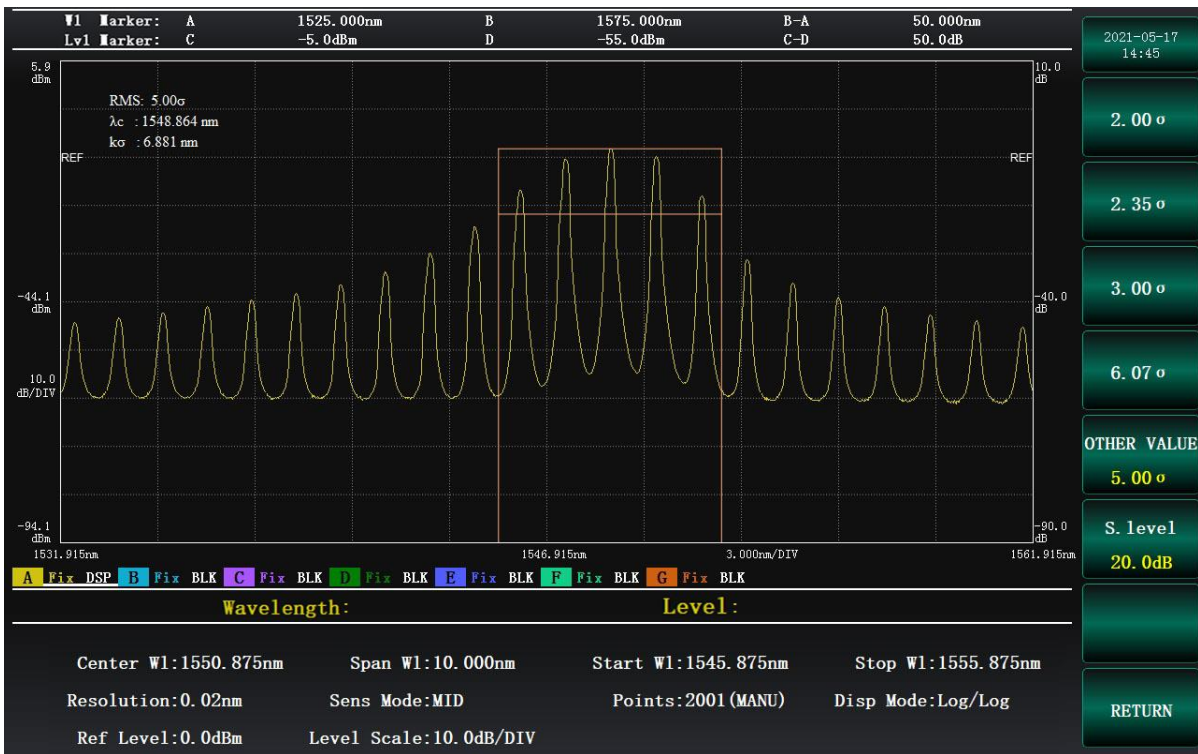 Wl Marker: A 1525.000nm B 1575.000nm B-A 50.000nm
Lvl Marker: C -5.0dBm D -55.0dBm C-D 50.0dB
2021-05-17
14:45
5.9
dBm
10.0
dB
RMS: 5.00σ
λc : 1548.864 nm
kσ : 6.881 nm
REF
REF
-44.1
dBm
-40.0
dB
10.0
dB/DIV
-94.1
dBm
-90.0
dB
1531.915nm 1546.915nm 3.000nm/DIV 1561.915nm
A Fix DSP B Fix BLK C Fix BLK D Fix BLK E Fix BLK F Fix BLK G Fix BLK
Wavelength: Level:
Center Wl:1550.875nm Span Wl:10.000nm Start Wl:1545.875nm Stop Wl:1555.875nm
Resolution:0.02nm Sens Mode:MID Points:2001(MANU) Disp Mode:Log/Log
Ref Level:0.0dBm Level Scale:10.0dB/DIV
2.00 σ
2.35 σ
3.00 σ
6.07 σ
OTHER VALUE
5.00 σ
S.level
20.0dB
RETURN